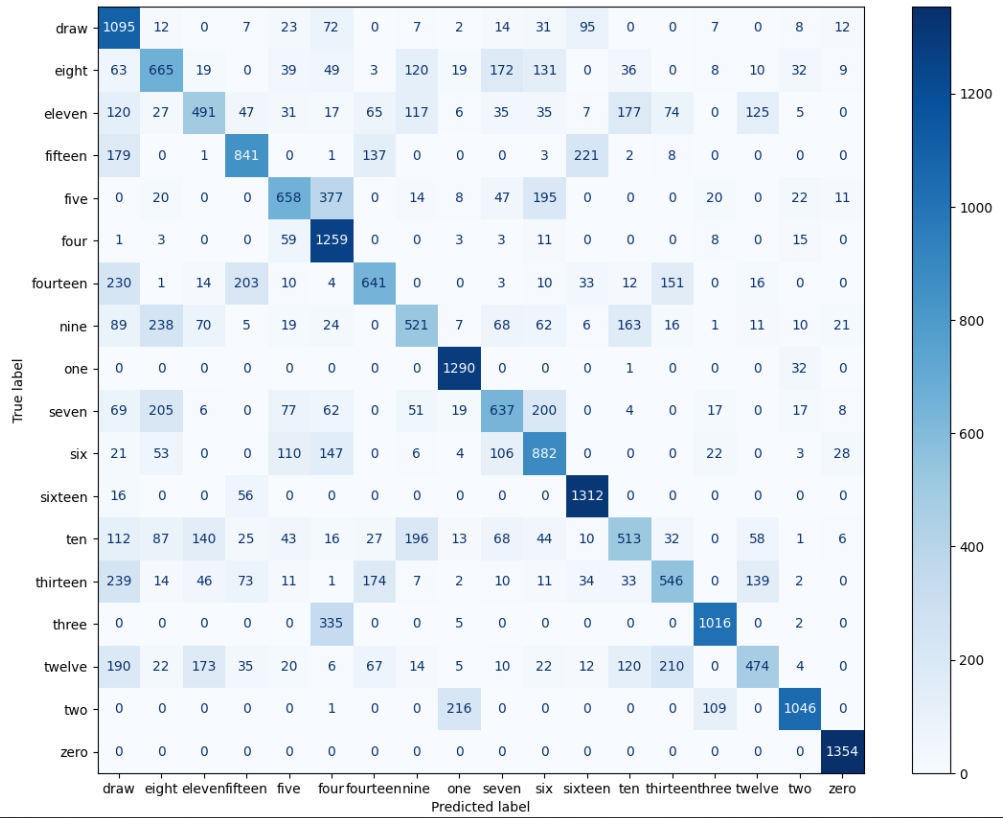 draw 1095 12 0 7 23 72 0 7 2 14 31 95 0 0 7 0 8 12
eight 63 665 19 0 39 49 3 120 19 172 131 0 36 0 8 10 32 9
1200
eleven 120 27 491 47 31 17 65 117 6 35 35 7 177 74 0 125 5 0
fifteen 179 0 1 841 0 1 137 0 0 0 3 221 2 8 0 0 0 0
1000
five 0 20 0 0 658 377 0 14 8 47 195 0 0 0 20 0 22 11
four 1 3 0 0 59 1259 0 0 3 3 11 0 0 0 8 0 15 0
fourteen 230 1 14 203 10 4 641 0 0 3 10 33 12 151 0 16 0 0
800
nine 89 238 70 5 19 24 0 521 7 68 62 6 163 16 1 11 10 21
one 0 0 0 0 0 0 0 0 1290 0 0 0 1 0 0 0 32 0
True label
seven 69 205 6 0 77 62 0 51 19 637 200 0 4 0 17 0 17 8
600
six 21 53 0 0 110 147 0 6 4 106 882 0 0 0 22 0 3 28
sixteen 16 0 0 56 0 0 0 0 0 0 0 1312 0 0 0 0 0 0
ten 112 87 140 25 43 16 27 196 13 68 44 10 513 32 0 58 1 6
400
thirteen 239 14 46 73 11 1 174 7 2 10 11 34 33 546 0 139 2 0
three 0 0 0 0 0 335 0 0 5 0 0 0 0 0 1016 0 2 0
twelve 190 22 173 35 20 6 67 14 5 10 22 12 120 210 0 474 4 0
200
two 0 0 0 0 0 1 0 0 216 0 0 0 0 0 109 0 1046 0
zero 0 0 0 0 0 0 0 0 0 0 0 0 0 0 0 0 0 1354
0
draw eight eleven fifteen five four fourteen nine one seven six sixteen ten thirteen three twelve two zero
Predicted label